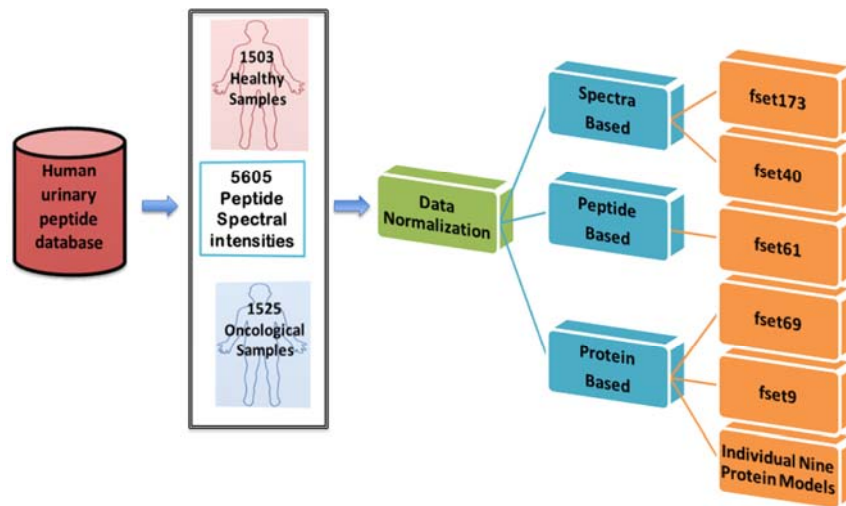 Human
urinary
peptide
database
1503
Healthy
Samples
5605
Peptide
Spectral
intensities
1525
Oncological
Samples
Data
Normalization
Spectra
Based
Peptide
Based
Protein
Based
fset173
fset40
fset61
fset69
fset9
Individual Nine
Protein Models